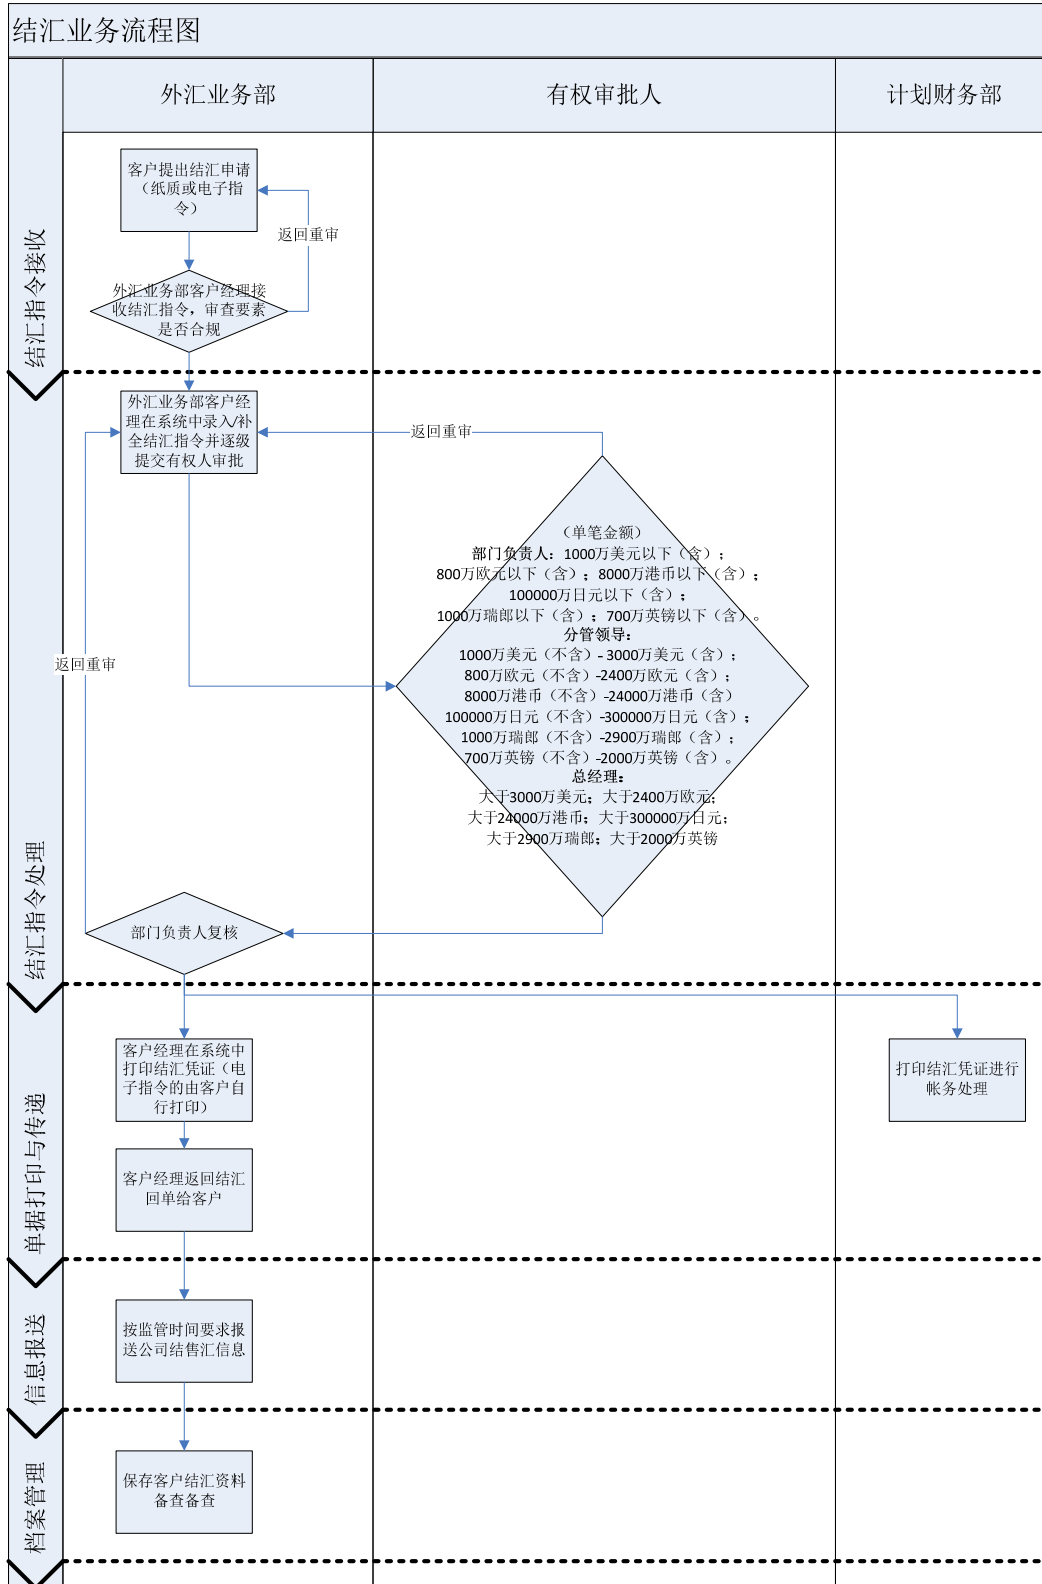 结汇业务流程图
外汇业务部
有权审批人
计划财务部
结汇指令接收
客户提出结汇申请
（纸质或电子指
令）
返回重审
外汇业务部客户经理接
收结汇指令，审查要素
是否合规
结汇指令处理
外汇业务部客户经
理在系统中录入/补
全结汇指令并逐级
提交有权人审批
返回重审
（单笔金额）
部门负责人：1000万美元以下（含）；
800万欧元以下（含）；8000万港币以下（含）；
100000万日元以下（含）；
1000万瑞郎以下（含）；700万英镑以下（含）。
分管领导：
1000万美元（不含）- 3000万美元（含）；
800万欧元（不含）-2400万欧元（含）；
8000万港币（不含）-24000万港币（含）
100000万日元（不含）-300000万日元（含）；
1000万瑞郎（不含）-2900万瑞郎（含）；
700万英镑（不含）-2000万英镑（含）。
总经理：
大于3000万美元；大于2400万欧元；
大于24000万港币；大于300000万日元；
大于2900万瑞郎；大于2000万英镑
返回重审
部门负责人复核
单据打印与传递
客户经理在系统中
打印结汇凭证（电
子指令的由客户自
行打印）
打印结汇凭证进行
帐务处理
客户经理返回结汇
回单给客户
信息报送
按监管时间要求报
送公司结售汇信息
档案管理
保存客户结汇资料
备查备查